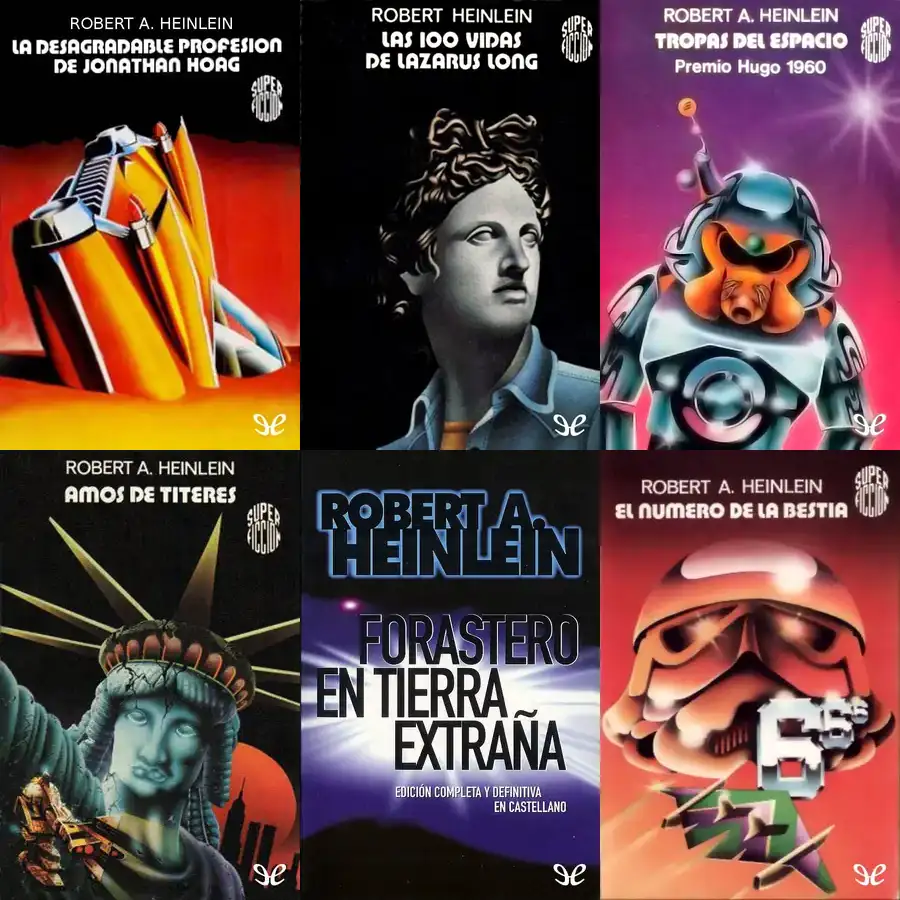 ROBERT A. HEINLEIN
LA DESAGRADABLE PROFESION
DE JONATHAN HOAG
SUPER
FICCION
ROBERT HEINLEIN
LAS 100 VIDAS
DE LAZARUS LONG
SUPER
FICCION
ROBERT A. HEINLEIN
TROPAS DEL ESPACIO
Premio Hugo 1960
SUPER
FICCION
ROBERT A. HEINLEIN
AMOS DE TITERES
SUPER
FICCION
ROBERT A.
HEINLEIN
FORASTERO
EN TIERRA
EXTRAÑA
EDICIÓN COMPLETA Y DEFINITIVA
EN CASTELLANO
ROBERT A. HEINLEIN
EL NUMERO DE LA BESTIA
SUPER
FICCION
666